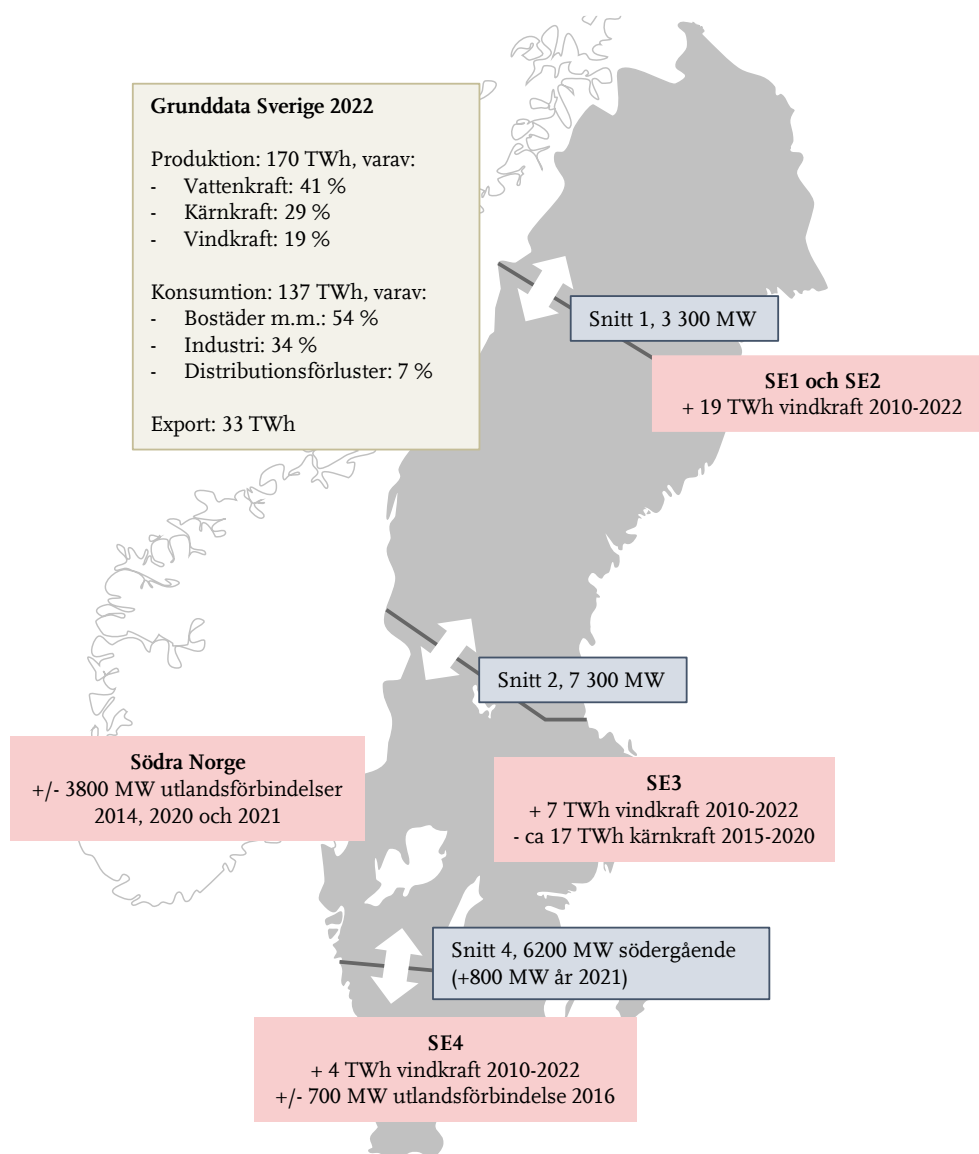 Grunddata Sverige 2022
Produktion: 170 TWh, varav:
- Vattenkraft: 41 %
- Kärnkraft: 29 %
- Vindkraft: 19 %
Konsumtion: 137 TWh, varav:
- Bostäder m.m.: 54 %
- Industri: 34 %
- Distributionsförluster: 7 %
Export: 33 TWh
Snitt 1, 3 300 MW
SE1 och SE2
+ 19 TWh vindkraft 2010-2022
Snitt 2, 7 300 MW
Södra Norge
+/- 3800 MW utlandsförbindelser
2014, 2020 och 2021
SE3
+ 7 TWh vindkraft 2010-2022
- ca 17 TWh kärnkraft 2015-2020
Snitt 4, 6200 MW södergående
(+800 MW år 2021)
SE4
+ 4 TWh vindkraft 2010-2022
+/- 700 MW utlandsförbindelse 2016